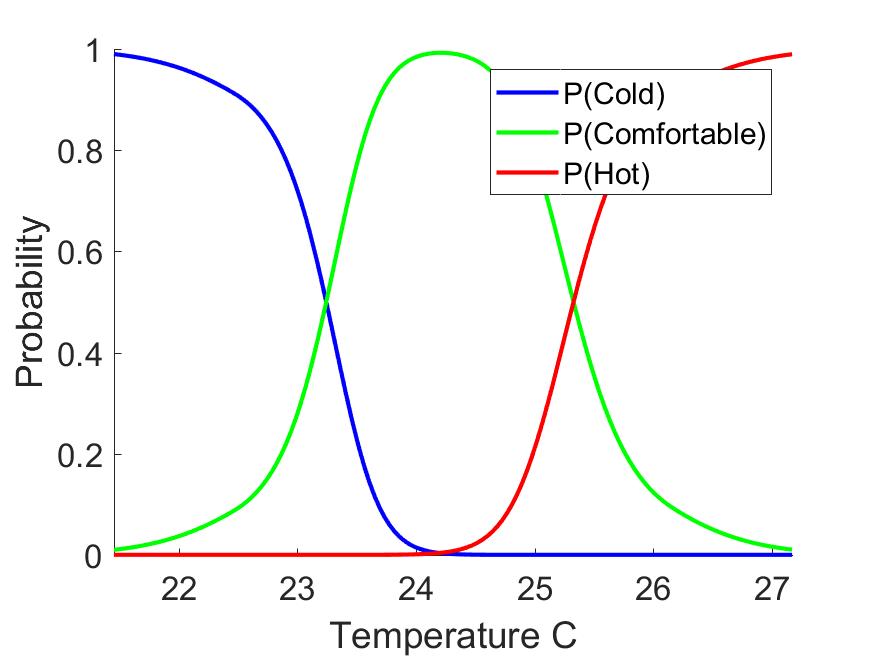 1
0.8
0.6
0.4
0.2
0
Probability
P(Cold)
P(Comfortable)
P(Hot)
22 23 24 25 26 27
Temperature C